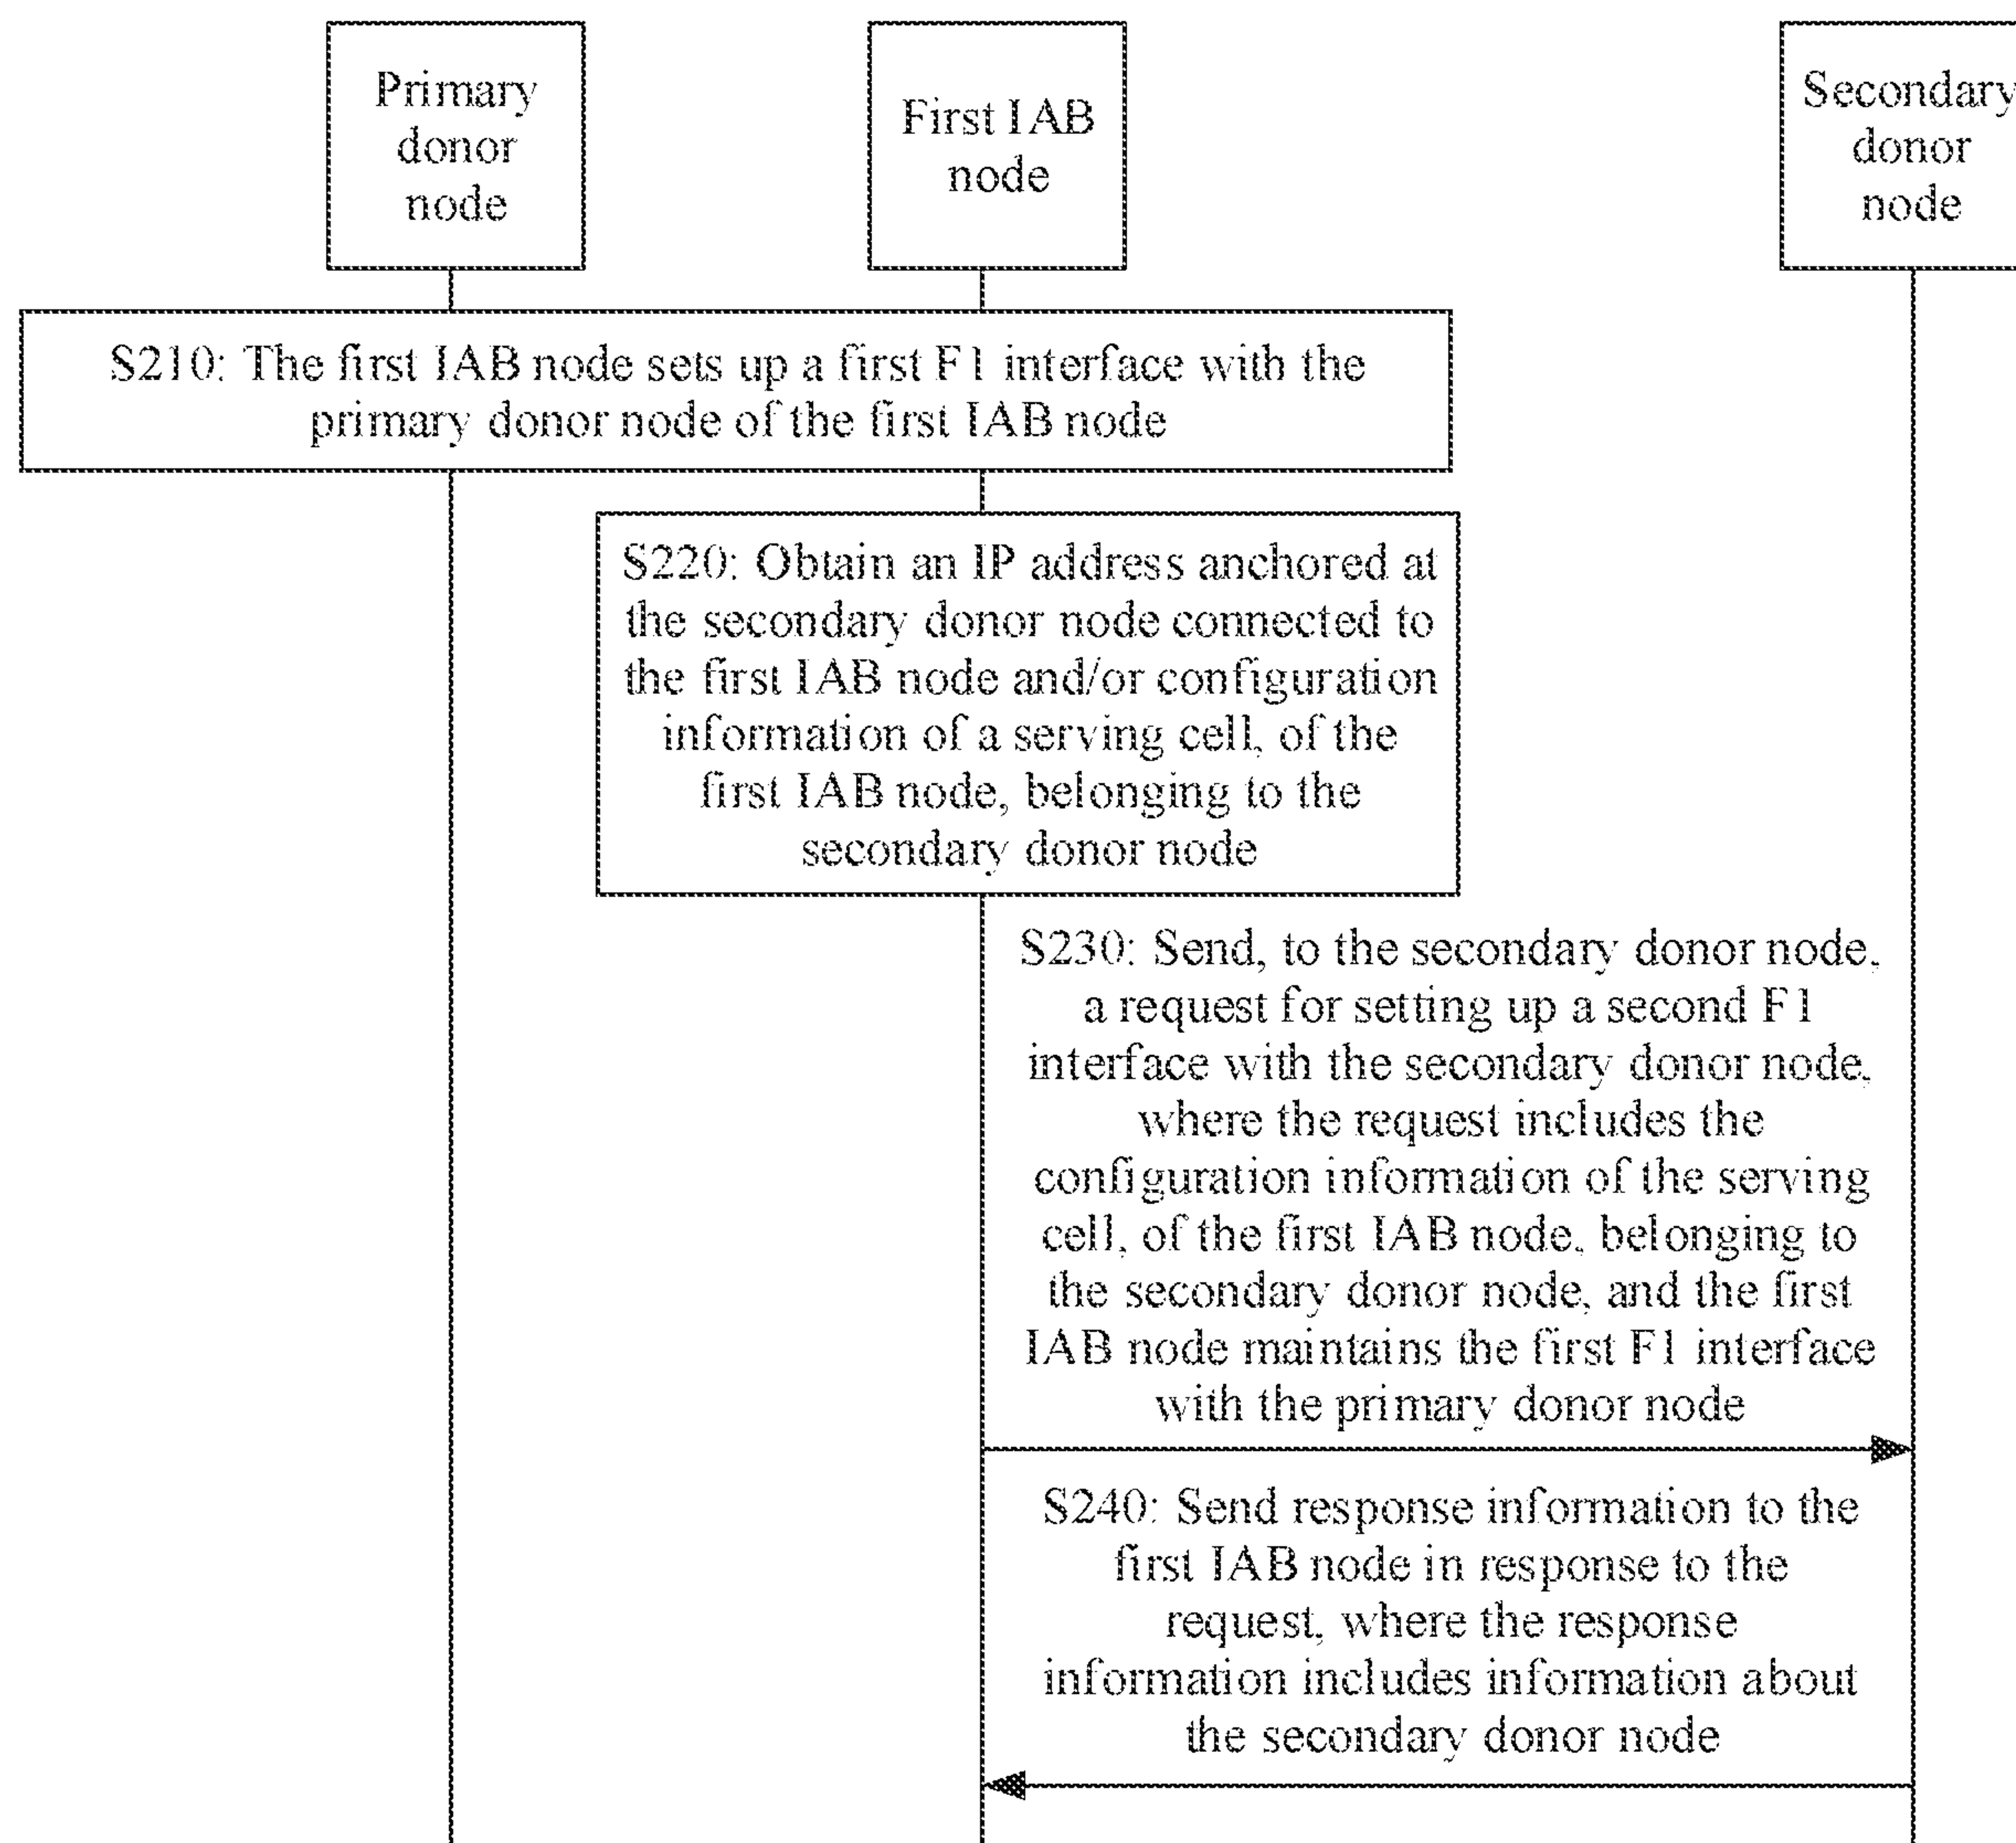 Primary
donor
node
First IAB
node
Secondary
donor
node
S210: The first IAB node sets up a first F1 interface with the
primary donor node of the first IAB node
S220: Obtain an IP address anchored at
the secondary donor node connected to
the first IAB node and/or configuration
information of a serving cell, of the
first IAB node, belonging to the
secondary donor node
S230: Send, to the secondary donor node,
a request for setting up a second F1
interface with the secondary donor node,
where the request includes the
configuration information of the serving
cell, of the first IAB node, belonging to
the secondary donor node, and the first
IAB node maintains the first F1 interface
with the primary donor node
S240: Send response information to the
first IAB node in response to the
request, where the response
information includes information about
the secondary donor node